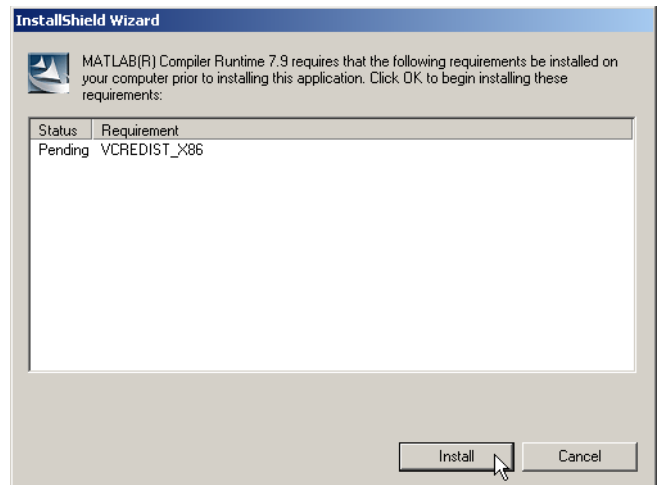 InstallShield Wizard
MATLAB(R) Compiler Runtime 7.9 requires that the following requirements be installed on
your computer prior to installing this application. Click OK to begin installing these
requirements:
Status Requirement
Pending VCREDIST_X86
Install Cancel